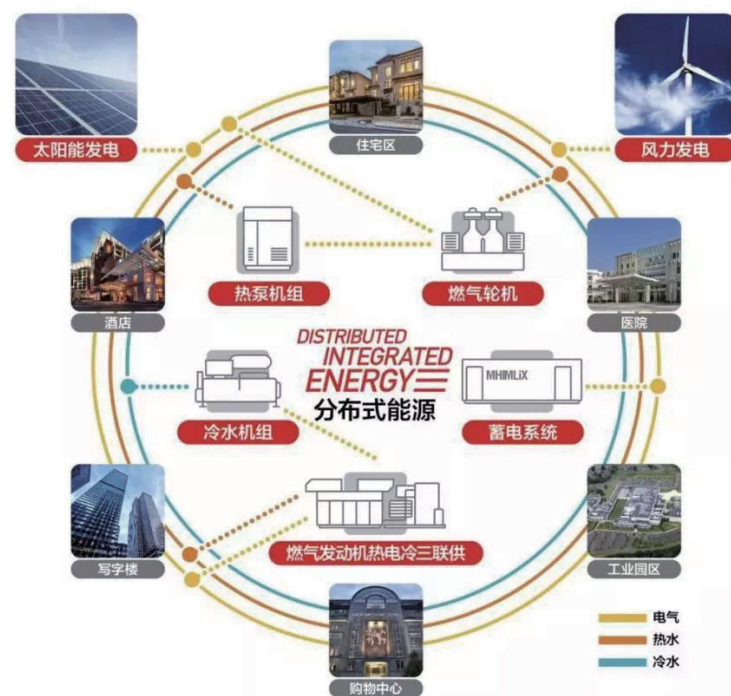 住宅区
太阳能发电
风力发电
热泵机组
燃气轮机
酒店
医院
DISTRIBUTED
INTEGRATED
ENERGY
分布式能源
MHIMLiX
冷水机组
蓄电系统
燃气发动机热电冷三联供
写字楼
工业园区
购物中心
电气
热水
冷水